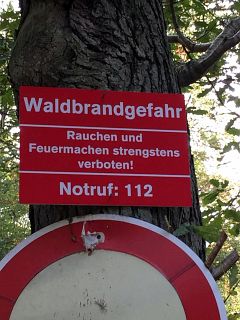 Waldbrandgefahr
Rauchen und
Feuermachen strengstens
verboten!
Notruf: 112